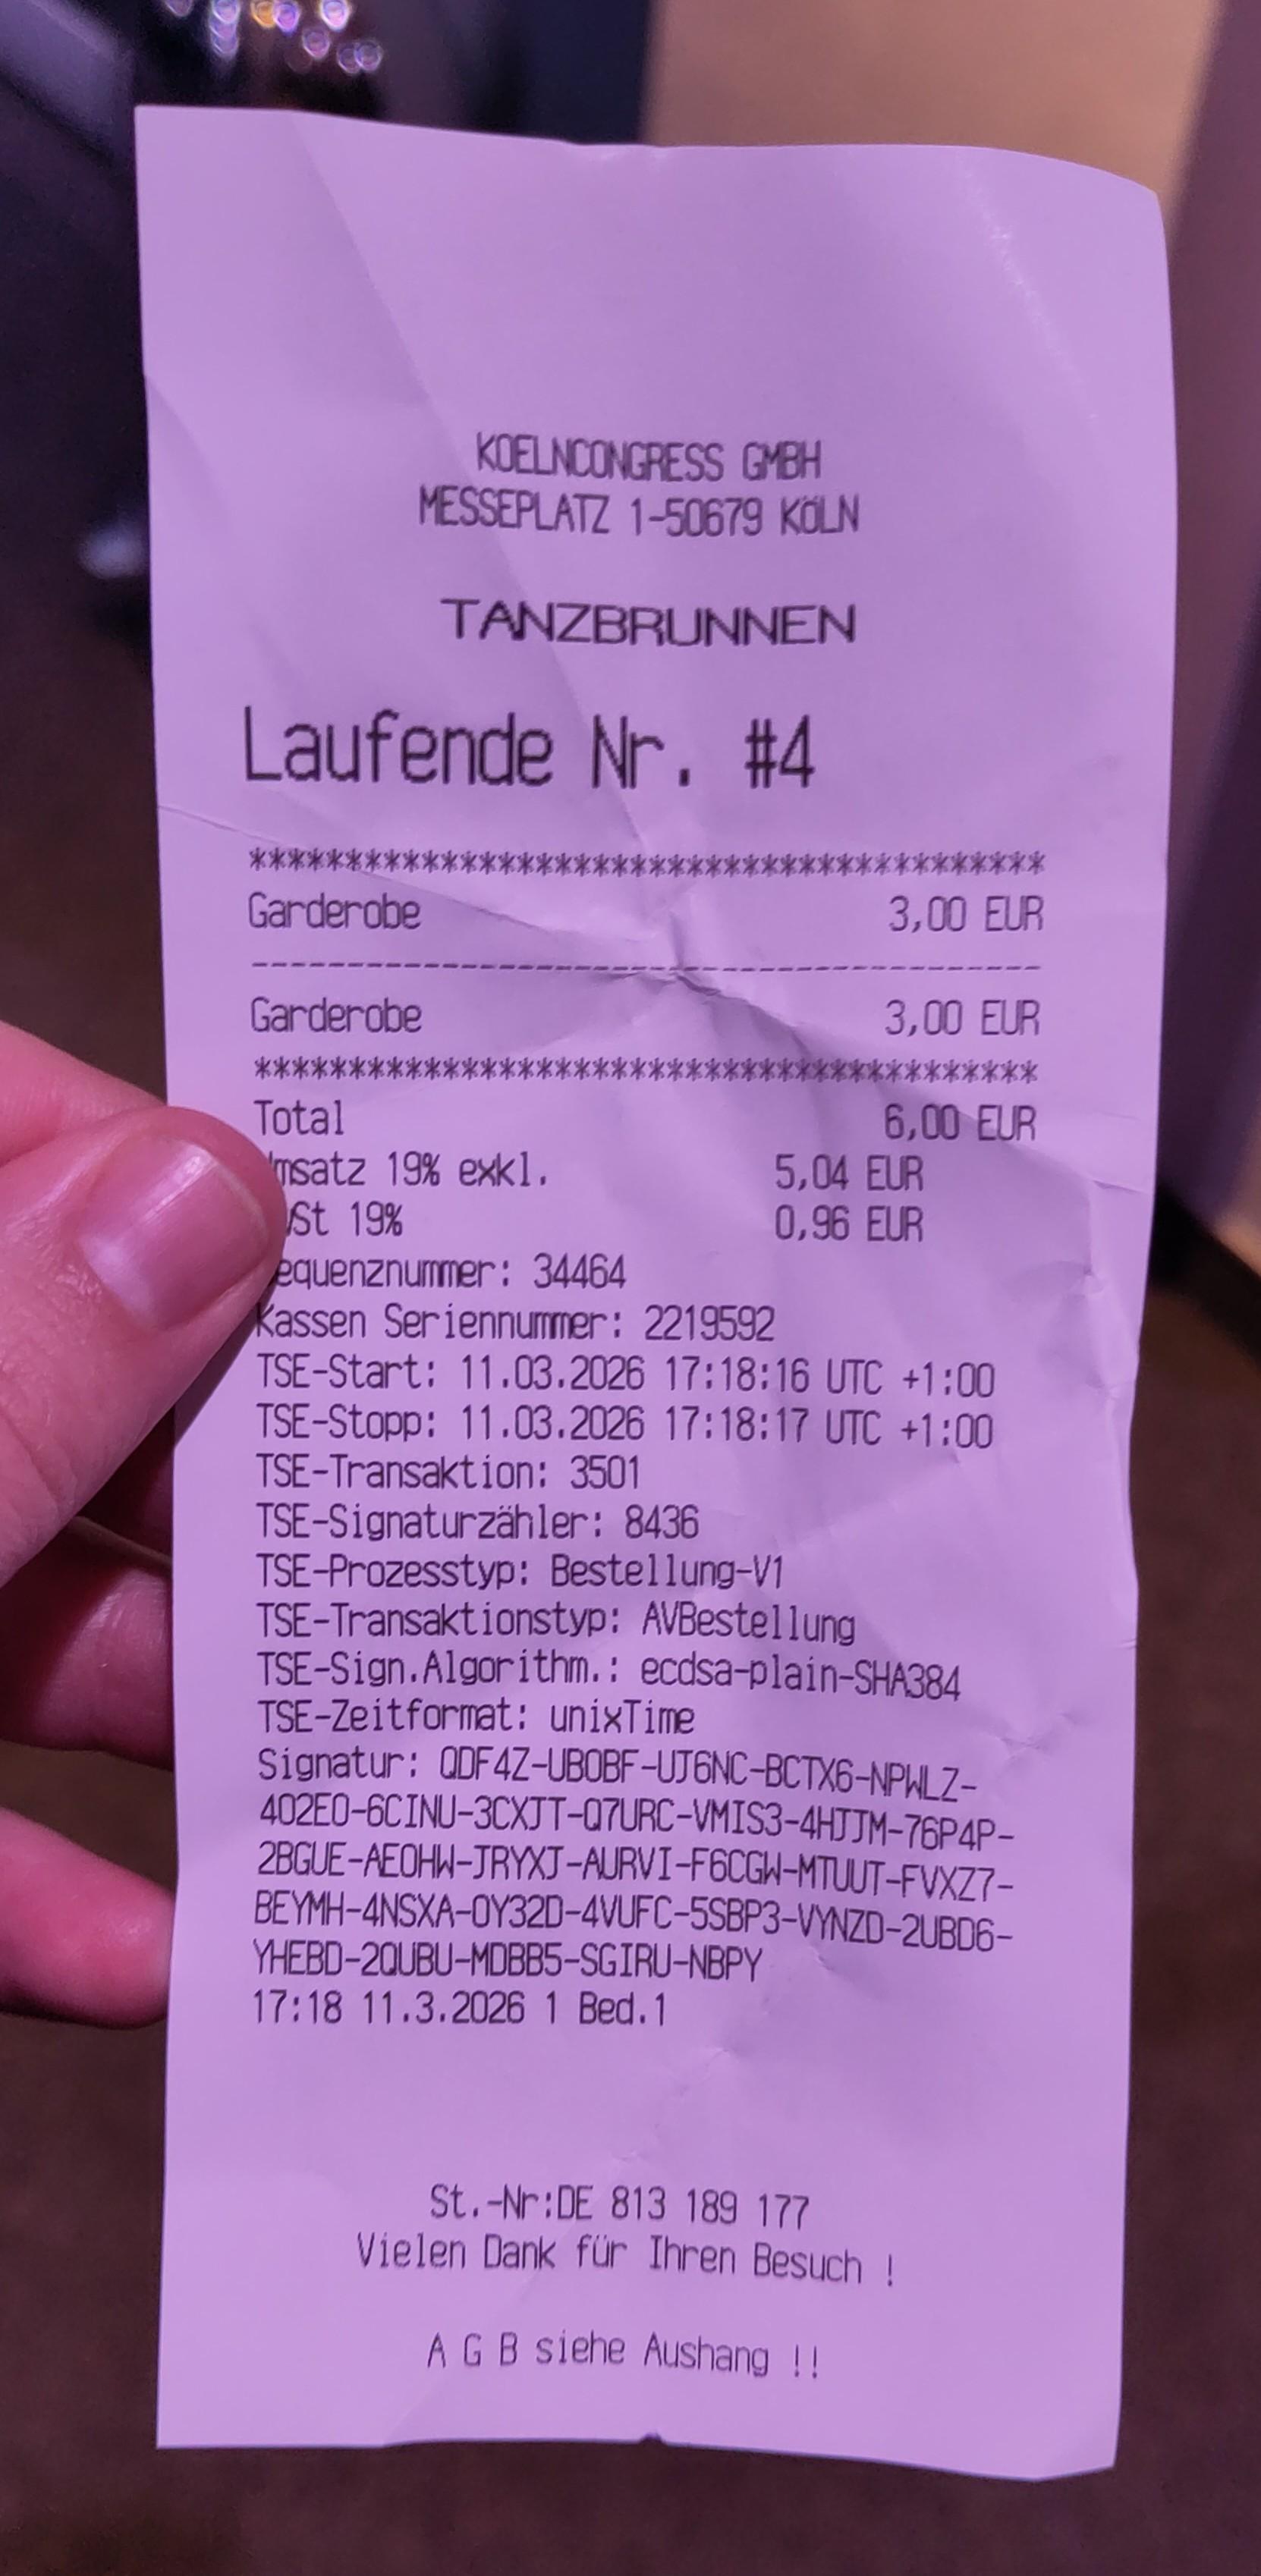 KOELNCONGRESS GMBH
MESSEPLATZ 1-50679 KÖLN
TANZBRUNNEN
Laufende Nr. #4
******************************************
Garderobe 3,00 EUR
------------------------------------------
Garderobe 3,00 EUR
******************************************
Total 6,00 EUR
19% exkl. 5,04 EUR
19% 0,96 EUR
34464
Kassen Seriennummer: 2219592
TSE-Start: 11.03.2026 17:18:16 UTC +1:00
TSE-Stopp: 11.03.2026 17:18:17 UTC +1:00
TSE-Transaktion: 3501
TSE-Signaturzähler: 8436
TSE-Prozesstyp: Bestellung-V1
TSE-Transaktionstyp: AVBestellung
TSE-Sign.Algorithm.: ecdsa-plain-SHA384
TSE-Zeitformat: unixTime
Signatur: QDF4Z-UBOBF-UJ6NC-BCTX6-NPWLZ-
4O2EO-6CINU-3CXJT-Q7URC-VMIS3-4HJJM-76P4P-
2BGUE-AEOHW-JRYXJ-AURVI-F6CGW-MTUUT-FVXZ7-
BEYMH-4NSXA-OY32D-4VUFC-5SBP3-VYNZD-2UBD6-
YHEBD-2QUBU-MDBB5-SGIRU-NBPY
17:18 11.3.2026 1 Bed.1
St.-Nr:DE 813 189 177
Vielen Dank für Ihren Besuch !
A G B siehe Aushang !!